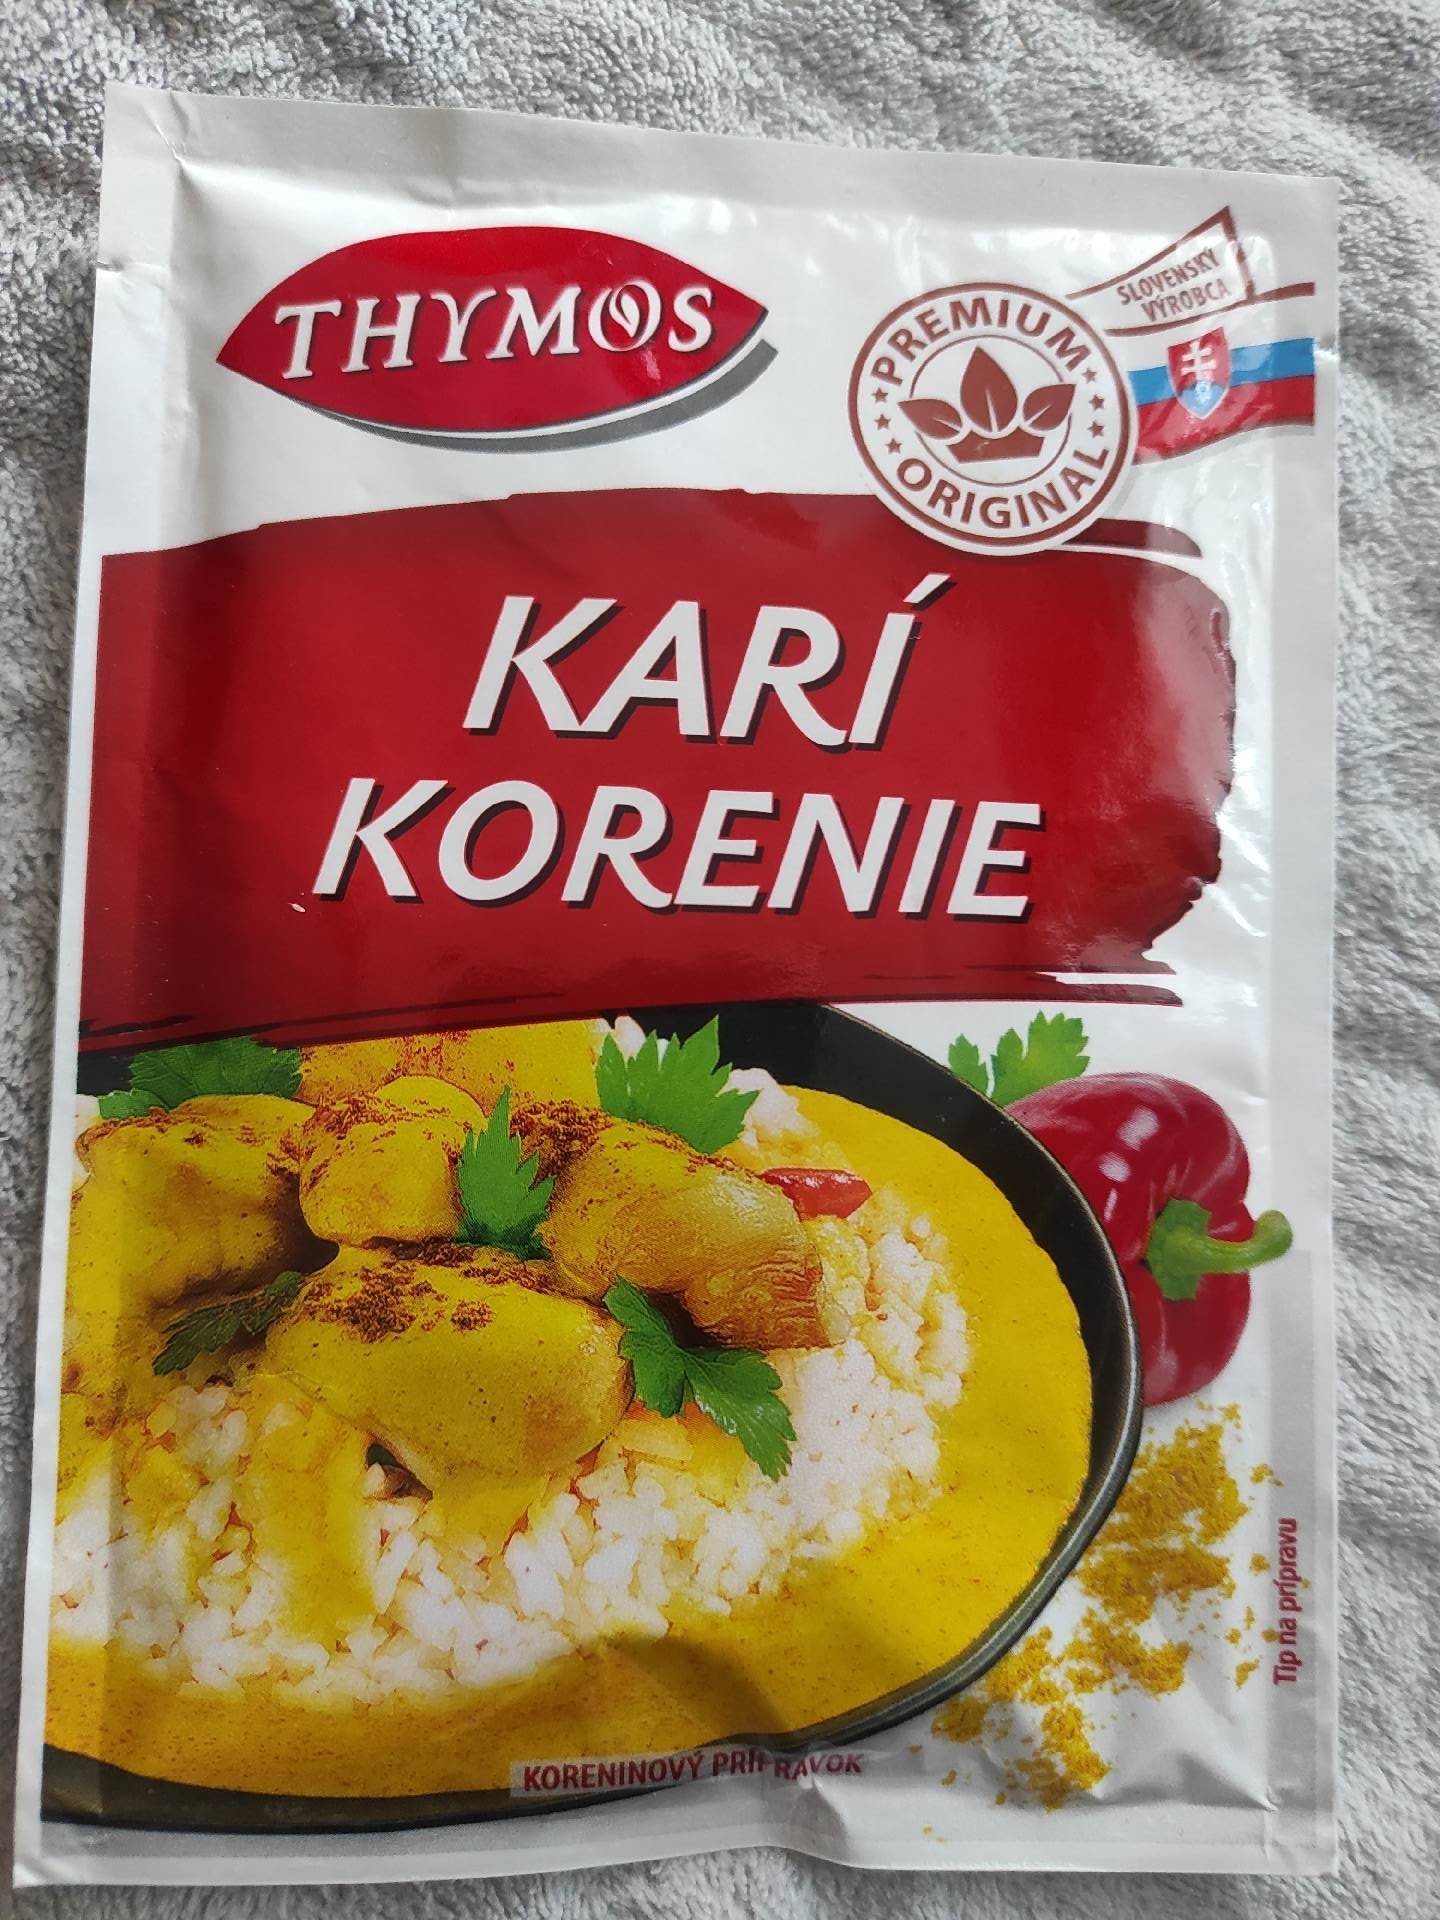 THYMOS
PREMIUM
ORIGINAL
SLOVENSKÝ
VÝROBCA
KARÍ
KORENIE
Tip na prípravu
KORENINOVÝ PRÍPRAVOK